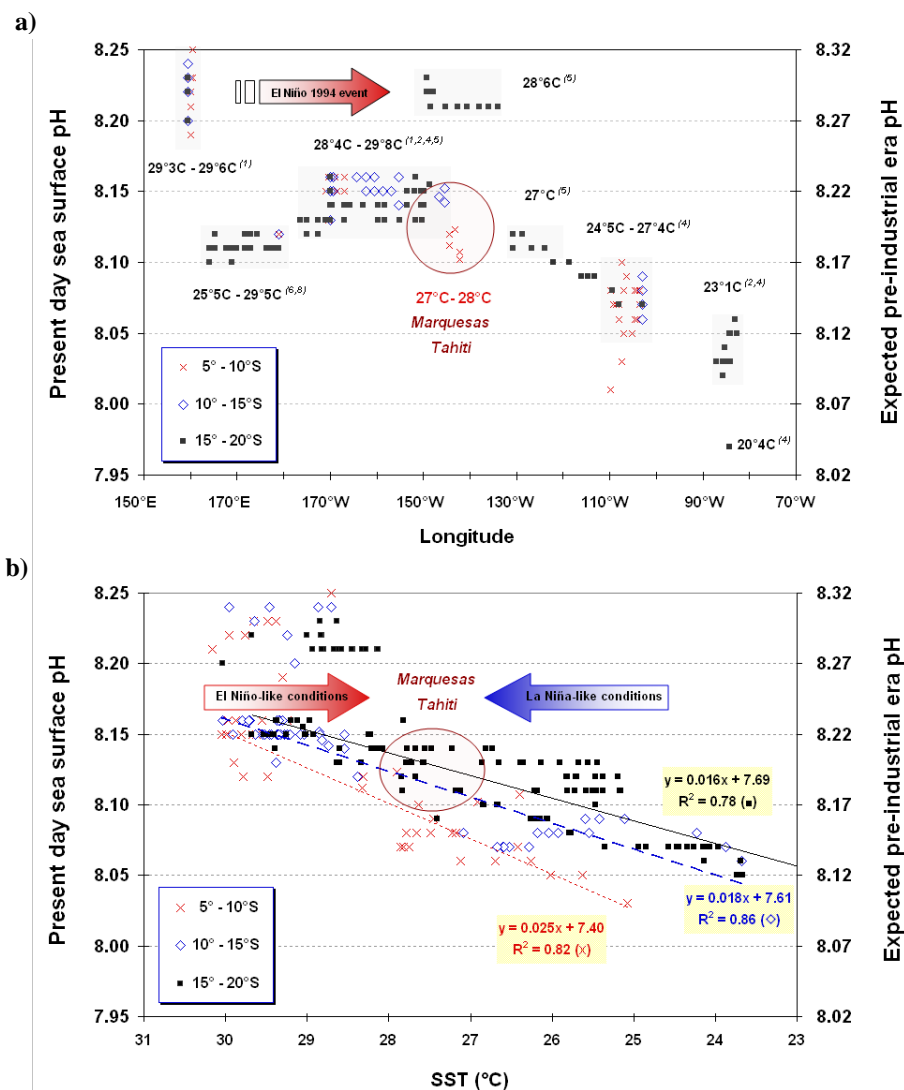 a)
8.25
8.20
8.15
8.10
8.05
8.00
7.95
Present day sea surface pH
8.32
8.27
8.22
8.17
8.12
8.07
8.02
Expected pre-industrial era pH
El Niño 1994 event
28°6C (5)
29°3C - 29°6C (1)
28°4C - 29°8C (1,2,4,5)
27°C (5)
24°5C - 27°4C (4)
25°5C - 29°5C (6,8)
27°C - 28°C
Marquesas
Tahiti
23°1C (2,4)
20°4C (4)
5° - 10°S
10° - 15°S
15° - 20°S
150°E 170°E 170°W 150°W 130°W 110°W 90°W 70°W
Longitude
b)
8.25
8.20
8.15
8.10
8.05
8.00
7.95
Present day sea surface pH
8.32
8.27
8.22
8.17
8.12
8.07
8.02
Expected pre-industrial era pH
El Niño-like conditions
Marquesas
Tahiti
La Niña-like conditions
y = 0.016x + 7.69
R² = 0.78 (■)
y = 0.018x + 7.61
R² = 0.86 (◇)
y = 0.025x + 7.40
R² = 0.82 (x)
5° - 10°S
10° - 15°S
15° - 20°S
31 30 29 28 27 26 25 24 23
SST (°C)